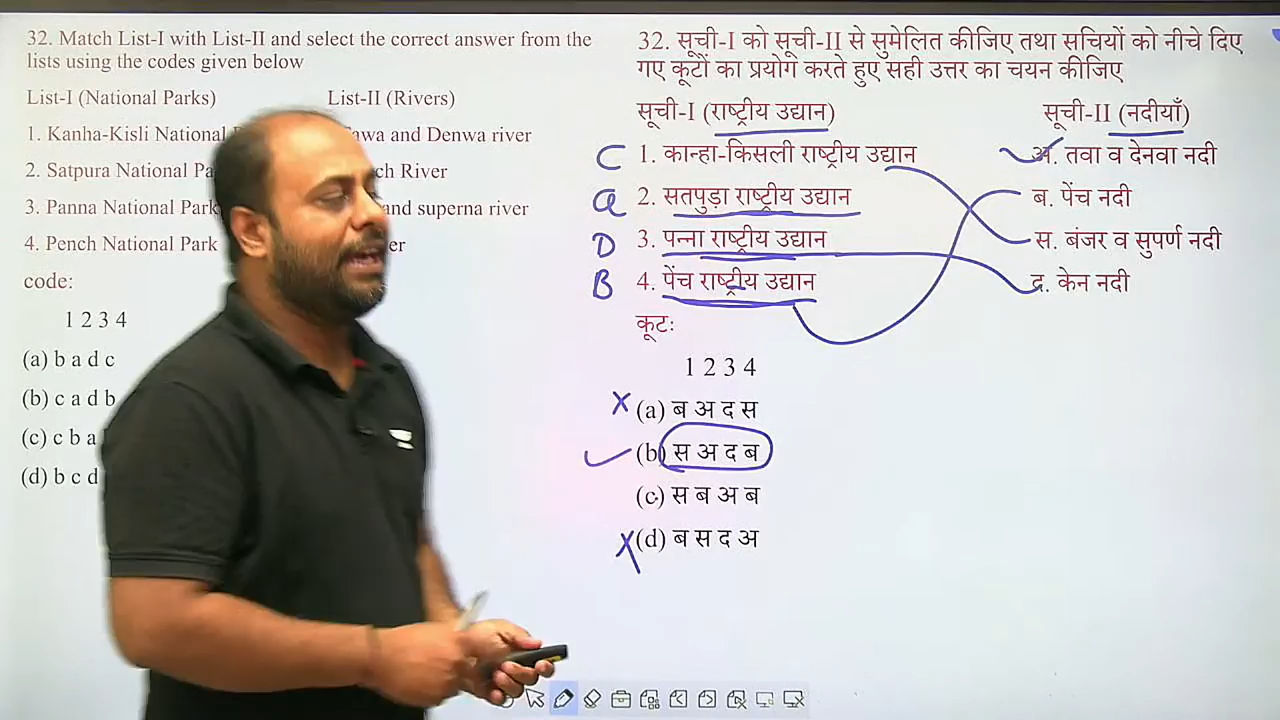 32. Match List-I with List-II and select the correct answer from the
lists using the codes given below
List-I (National Parks)
List-II (Rivers)
1. Kanha-Kisli National
awa and Denwa river
2. Satpura National Pa
ch River
3. Panna National Park
and superna river
4. Pench National Park
er
code:
1 2 3 4
(a) b a d c
(b) c a d b
(c) c b a
(d) b c d
32. सूची-I को सूची-II से सुमेलित कीजिए तथा सचियों को नीचे दिए
गए कूटों का प्रयोग करते हुए सही उत्तर का चयन कीजिए
सूची-I (राष्ट्रीय उद्यान)
सूची-II (नदीयाँ)
C 1. कान्हा-किसली राष्ट्रीय उद्यान
अ. तवा व देनवा नदी
a 2. सतपुड़ा राष्ट्रीय उद्यान
ब. पेंच नदी
D 3. पन्ना राष्ट्रीय उद्यान
स. बंजर व सुपर्ण नदी
B 4. पेंच राष्ट्रीय उद्यान
द. केन नदी
कूटः
1 2 3 4
x (a) ब अ द स
(b) स अ द ब
(c) स ब अ ब
x (d) ब स द अ